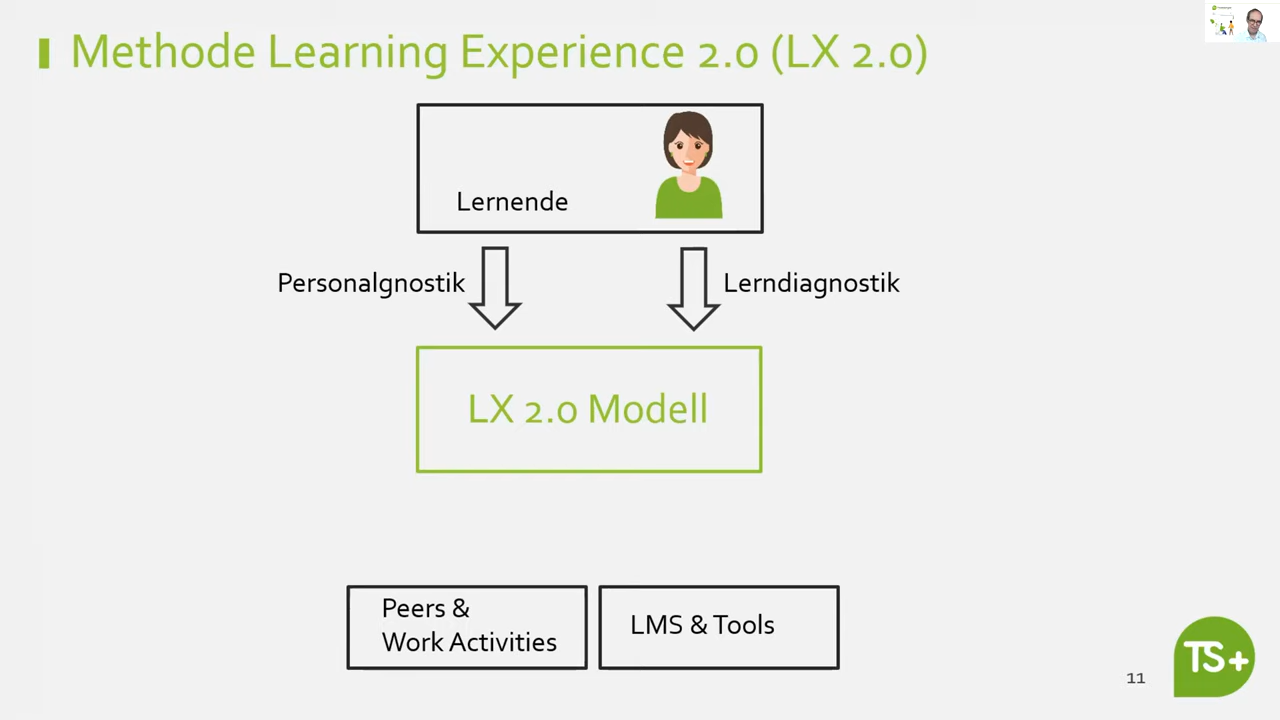 Methode Learning Experience 2.0 (LX 2.0)
Lernende
Personalgnostik
Lerndiagnostik
LX 2.0 Modell
Peers &
Work Activities
LMS & Tools
11
TS+